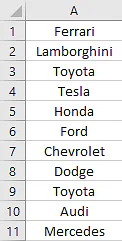 A
1 Ferrari
2 Lamborghini
3 Toyota
4 Tesla
5 Honda
6 Ford
7 Chevrolet
8 Dodge
9 Toyota
10 Audi
11 Mercedes